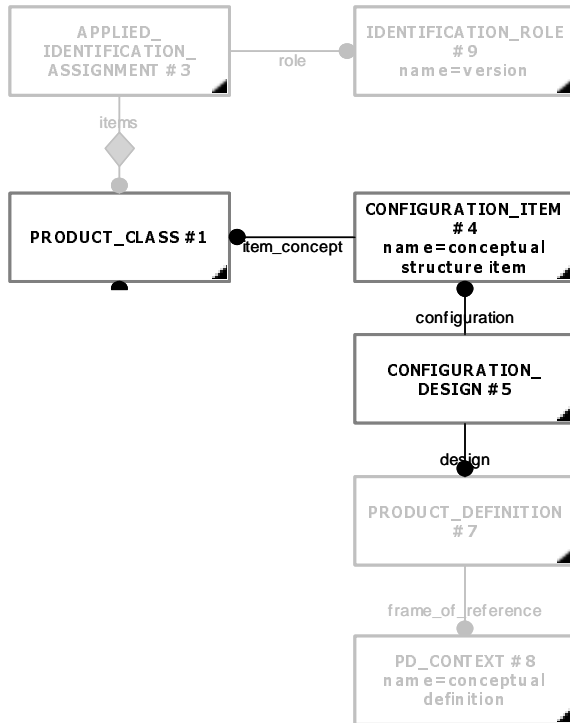 APPLIED_
IDENTIFICATION_
ASSIGNMENT #3
role
IDENTIFICATION_ROLE
#9
name=version
items
PRODUCT_CLASS #1
item_concept
CONFIGURATION_ITEM
#4
name=conceptual
structure item
configuration
CONFIGURATION_
DESIGN #5
design
PRODUCT_DEFINITION
#7
frame_of_reference
PD_CONTEXT #8
name=conceptual
definition